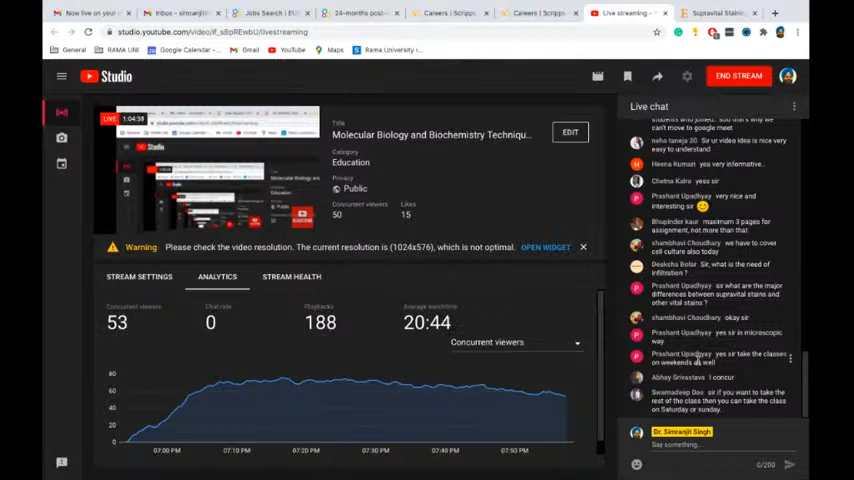 Now live on your c
Inbox - simranjitsi
Jobs Search | EU
24-months post-
Careers | Scripps
Careers | Scripps
Live streaming -
Supravital Stainin
studio.youtube.com/video/
/livestreaming
General
RAMA UNI
Google Calendar -...
Gmail
YouTube
Maps
Rama University i...
Studio
END STREAM
LIVE 1:04:38
Title
Molecular Biology and Biochemistry Techniqu...
EDIT
Category
Education
Privacy
Public
Concurrent viewers
Likes
50
15
Warning Please check the video resolution. The current resolution is (1024x576), which is not optimal. OPEN WIDGET
STREAM SETTINGS
ANALYTICS
STREAM HEALTH
Concurrent viewers
Chat rate
Playbacks
Average watchtime
53
0
188
20:44
Concurrent viewers
80
60
40
20
0
07:00 PM
07:10 PM
07:20 PM
07:30 PM
07:40 PM
07:50 PM
Live chat
students who joined.. So that's why we
can't move to google meet
neha taneja 20 Sir ur video idea is nice very
easy to understand
Heena Kumari yea very informative..
Chetna Kalra yess sir
Prashant Upadhyay very nice and
interesting sir 😊
Bhupinder kaur maximum 3 pages for
assignment, not more than that
shambhavi Choudhary we have to cover
cell culture also today
Deeksha Bolar Sir, what is the need of
infiltration ?
Prashant Upadhyay sir what are the major
differences between supravital stains and
other vital stains ?
shambhavi Choudhary okay sir
Prashant Upadhyay yes sir in microscopic
way
Prashant Upadhyay yes sir take the classes
on weekends as well
Abhay Srivastava I concur
Swarnadeep Das sir if you want to take the
rest of the class then you can take the class
on Saturday or sunday..
Dr. Simranjit Singh
Say something...
0/200